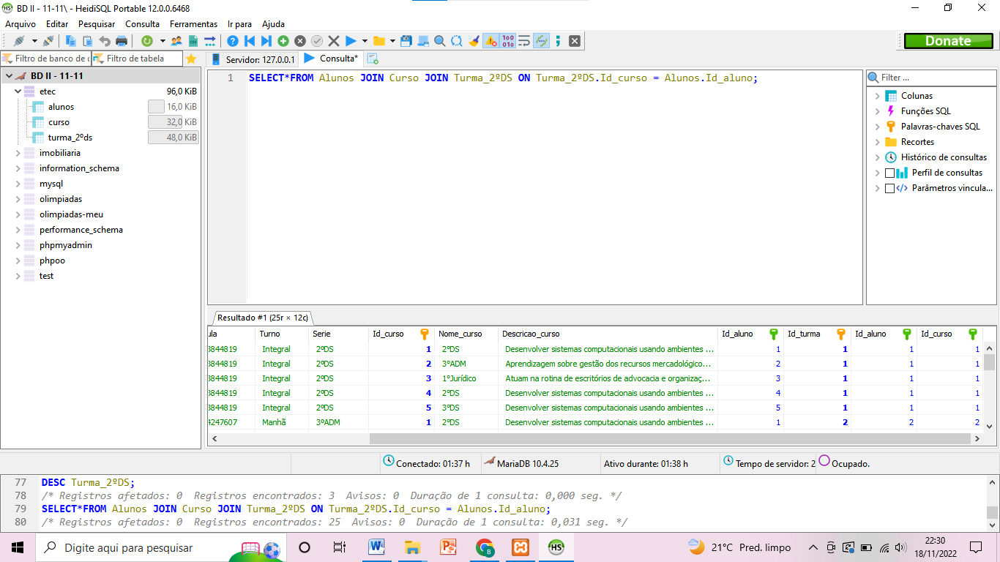 BD II - 11-11\ - HeidiSQL Portable 12.0.0.6468
Arquivo Editar Pesquisar Consulta Ferramentas Ir para Ajuda
Donate
Filtro de banco de d Filtro de tabela
Servidor: 127.0.0.1 Consulta*
BD II - 11-11
etec 96,0 KiB
alunos 16,0 KiB
curso 32,0 KiB
turma_2ºds 48,0 KiB
imobiliaria
information_schema
mysql
olimpiadas
olimpiadas-meu
performance_schema
phpmyadmin
phpoo
test
1 SELECT*FROM Alunos JOIN Curso JOIN Turma_2ºDS ON Turma_2ºDS.Id_curso = Alunos.Id_aluno;
Filter ...
Colunas
Funções SQL
Palavras-chaves SQL
Recortes
Histórico de consultas
Perfil de consultas
Parâmetros vincula...
Resultado #1 (25r × 12c)
ula Turno Serie Id_curso Nome_curso Descricao_curso Id_aluno Id_turma Id_aluno Id_curso
3844819 Integral 2ºDS 1 2ºDS Desenvolver sistemas computacionais usando ambientes ... 1 1 1 1
3844819 Integral 2ºDS 2 3ºADM Aprendizagem sobre gestão dos recursos mercadológico... 2 1 1 1
3844819 Integral 2ºDS 3 1ºJurídico Atuam na rotina de escritórios de advocacia e organizaç... 3 1 1 1
3844819 Integral 2ºDS 4 2ºDS Desenvolver sistemas computacionais usando ambientes ... 4 1 1 1
3844819 Integral 2ºDS 5 3ºDS Desenvolver sistemas computacionais usando ambientes ... 5 1 1 1
4247607 Manhã 3ºADM 1 2ºDS Desenvolver sistemas computacionais usando ambientes ... 1 2 2 2
Conectado: 01:37 h MariaDB 10.4.25 Ativo durante: 01:38 h Tempo de servidor: 2 Ocupado.
77 DESC Turma_2ºDS;
78 /* Registros afetados: 0 Registros encontrados: 3 Avisos: 0 Duração de 1 consulta: 0,000 seg. */
79 SELECT*FROM Alunos JOIN Curso JOIN Turma_2ºDS ON Turma_2ºDS.Id_curso = Alunos.Id_aluno;
80 /* Registros afetados: 0 Registros encontrados: 25 Avisos: 0 Duração de 1 consulta: 0,031 seg. */
Digite aqui para pesquisar
21°C Pred. limpo
22:30
18/11/2022